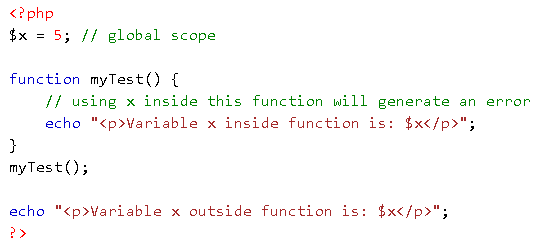 <?php
$x = 5; // global scope

function myTest() {
    // using x inside this function will generate an error
    echo "<p>Variable x inside function is: $x</p>";
}
myTest();

echo "<p>Variable x outside function is: $x</p>";
?>